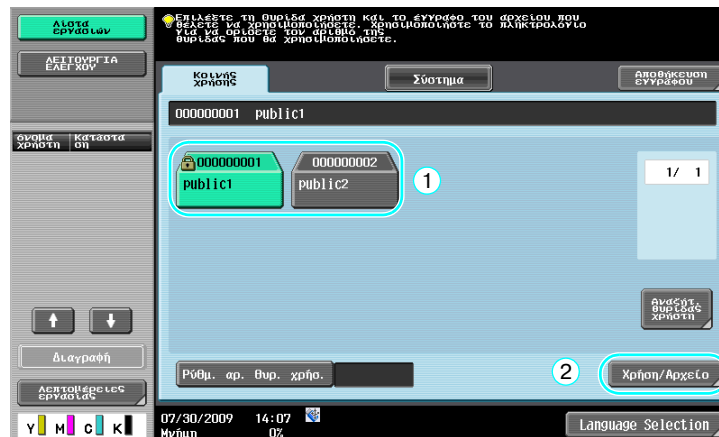 Λίστα
εργασιών
Επιλέξτε τη θυρίδα χρήστη και το έγγραφο του αρχείου που
θέλετε να χρησιμοποιήσετε. Χρησιμοποιήστε το πληκτρολόγιο
για να ορίσετε τον αριθμό της
θυρίδας που θα χρησιμοποιήσετε.
ΛΕΙΤΟΥΡΓΙΑ
ΕΛΕΓΧΟΥ
Κοινής
χρήσης
Σύστημα
Αποθήκευση
εγγράφου
000000001 public1
όνομα
χρήστη
Κατάστα
ση
000000001
public1
000000002
public2
1
1/ 1
Αναζήτ.
θυρίδας
χρήστη
Διαγραφή
Ρύθμ. αρ. θυρ. χρήσ.
2
Χρήση/Αρχείο
Λεπτομέρειες
εργασίας
Y M C K
07/30/2009 14:07
Μνήμη 0%
Language Selection